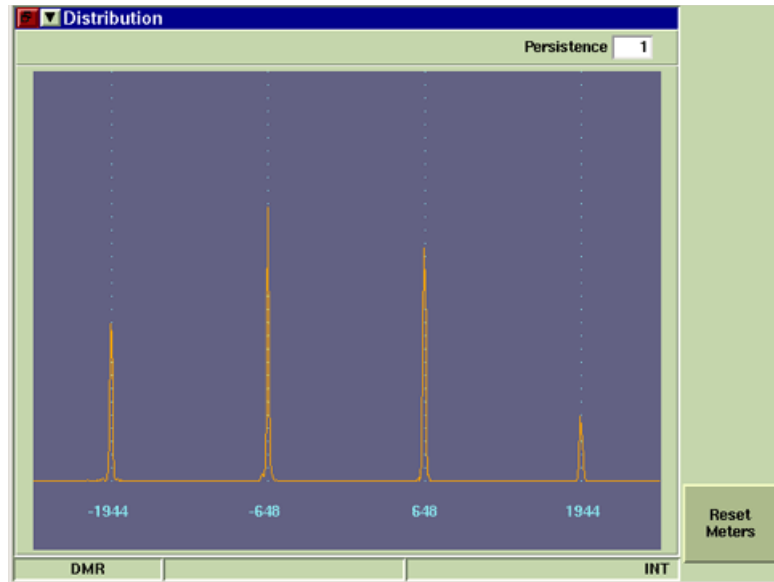 Distribution
Persistence 1
-1944 -648 648 1944
Reset
Meters
DMR INT